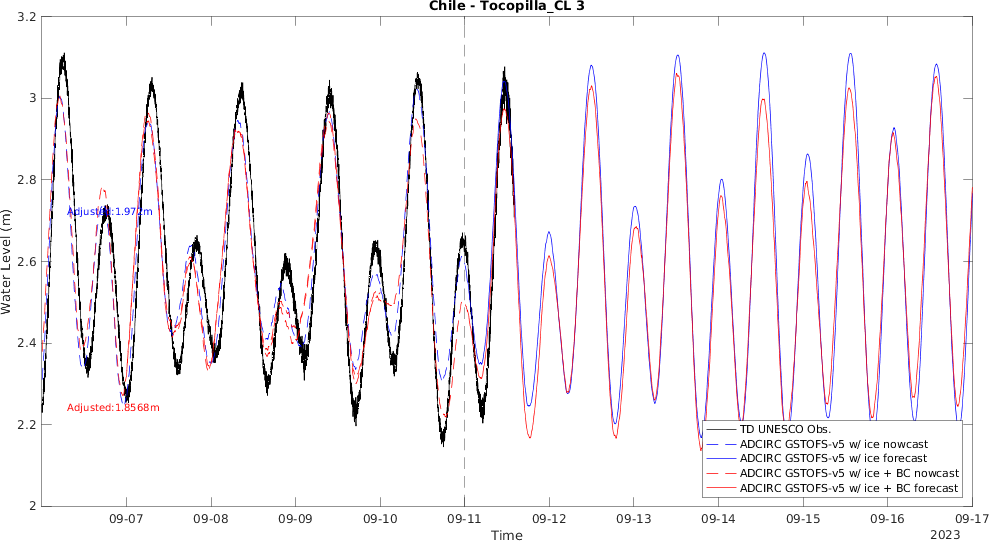 Chile - Tocopilla_CL 3
3.2
3
2.8
2.6
2.4
2.2
2
Water Level (m)
Adjusted:1.972m
Adjusted:1.8568m
TD UNESCO Obs.
ADCIRC GSTOFS-v5 w/ ice nowcast
ADCIRC GSTOFS-v5 w/ ice forecast
ADCIRC GSTOFS-v5 w/ ice + BC nowcast
ADCIRC GSTOFS-v5 w/ ice + BC forecast
09-07 09-08 09-09 09-10 09-11 09-12 09-13 09-14 09-15 09-16 09-17
Time
2023